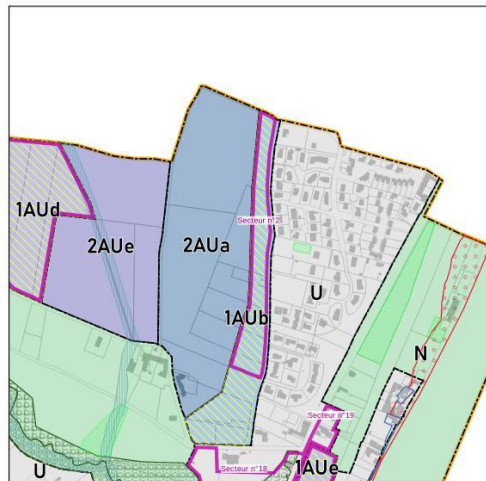 1AUd
Secteur n°2
2AUe
2AUa
U
1AUb
N
Secteur n°19
U
Secteur n°18
1AUe